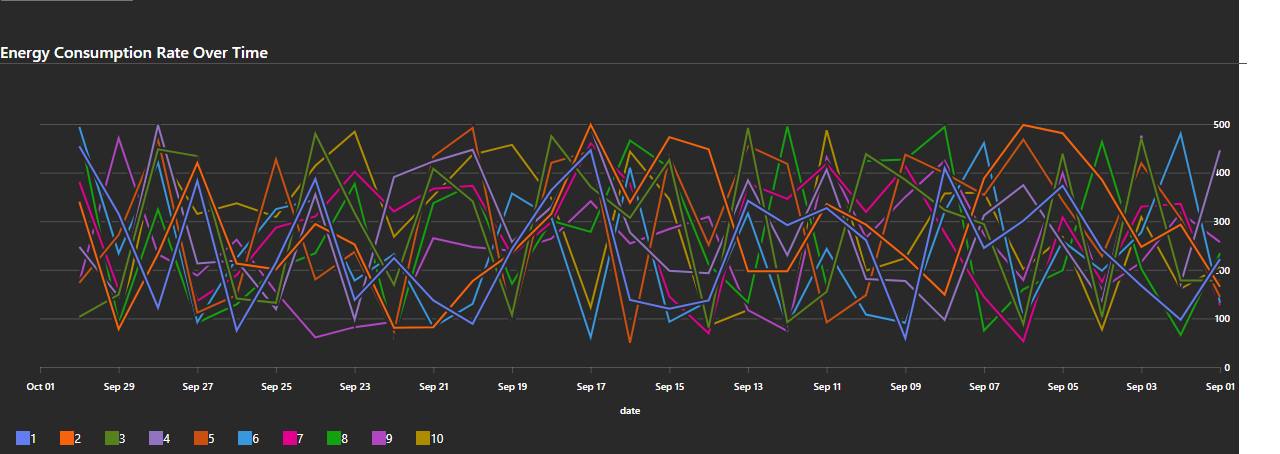 Energy Consumption Rate Over Time
500
400
300
200
100
0
Oct 01 Sep 29 Sep 27 Sep 25 Sep 23 Sep 21 Sep 19 Sep 17 Sep 15 Sep 13 Sep 11 Sep 09 Sep 07 Sep 05 Sep 03 Sep 01
date
1 2 3 4 5 6 7 8 9 10